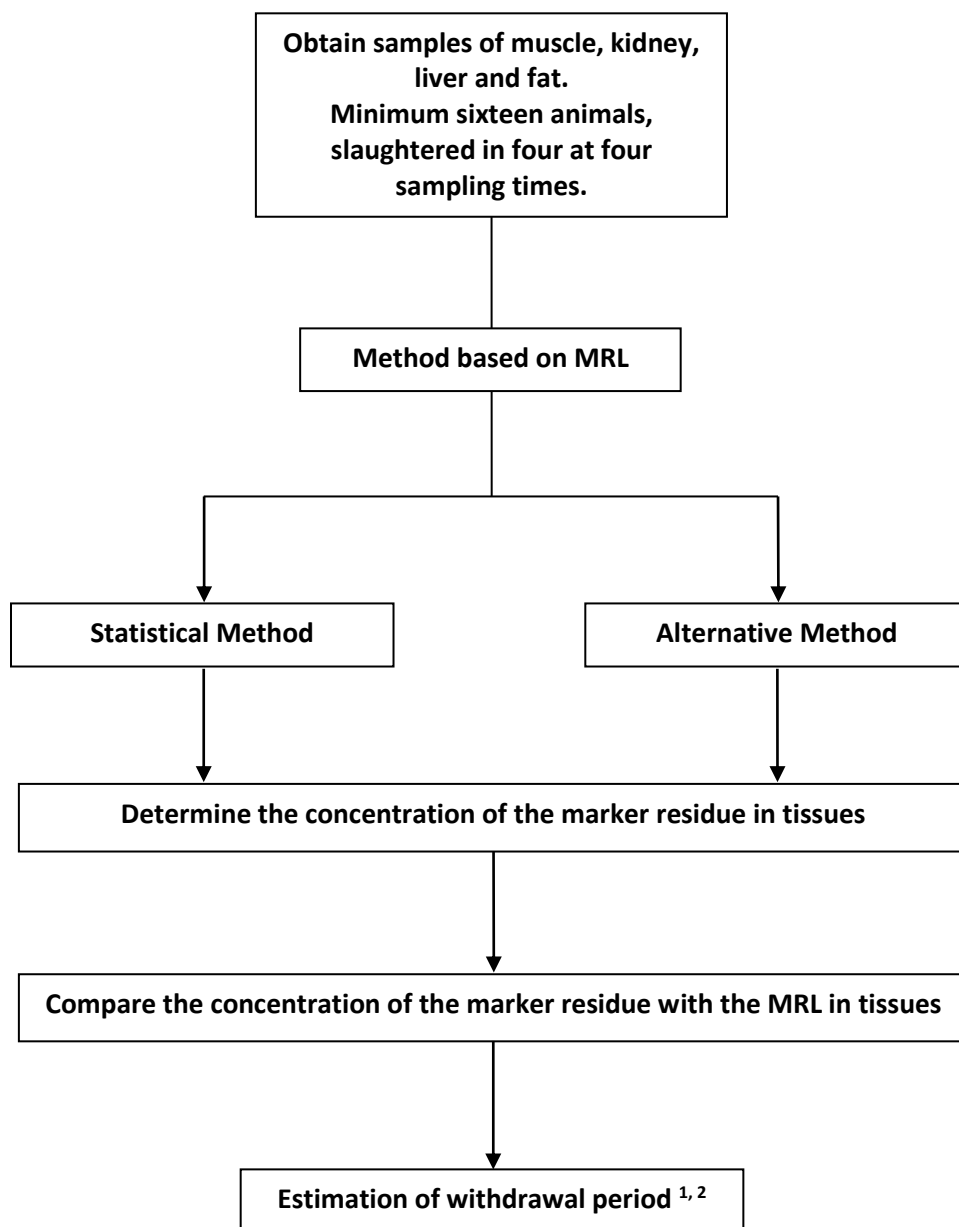 Obtain samples of muscle, kidney,
liver and fat.
Minimum sixteen animals,
slaughtered in four at four
sampling times.
Method based on MRL
Statistical Method
Alternative Method
Determine the concentration of the marker residue in tissues
Compare the concentration of the marker residue with the MRL in tissues
Estimation of withdrawal period 1, 2